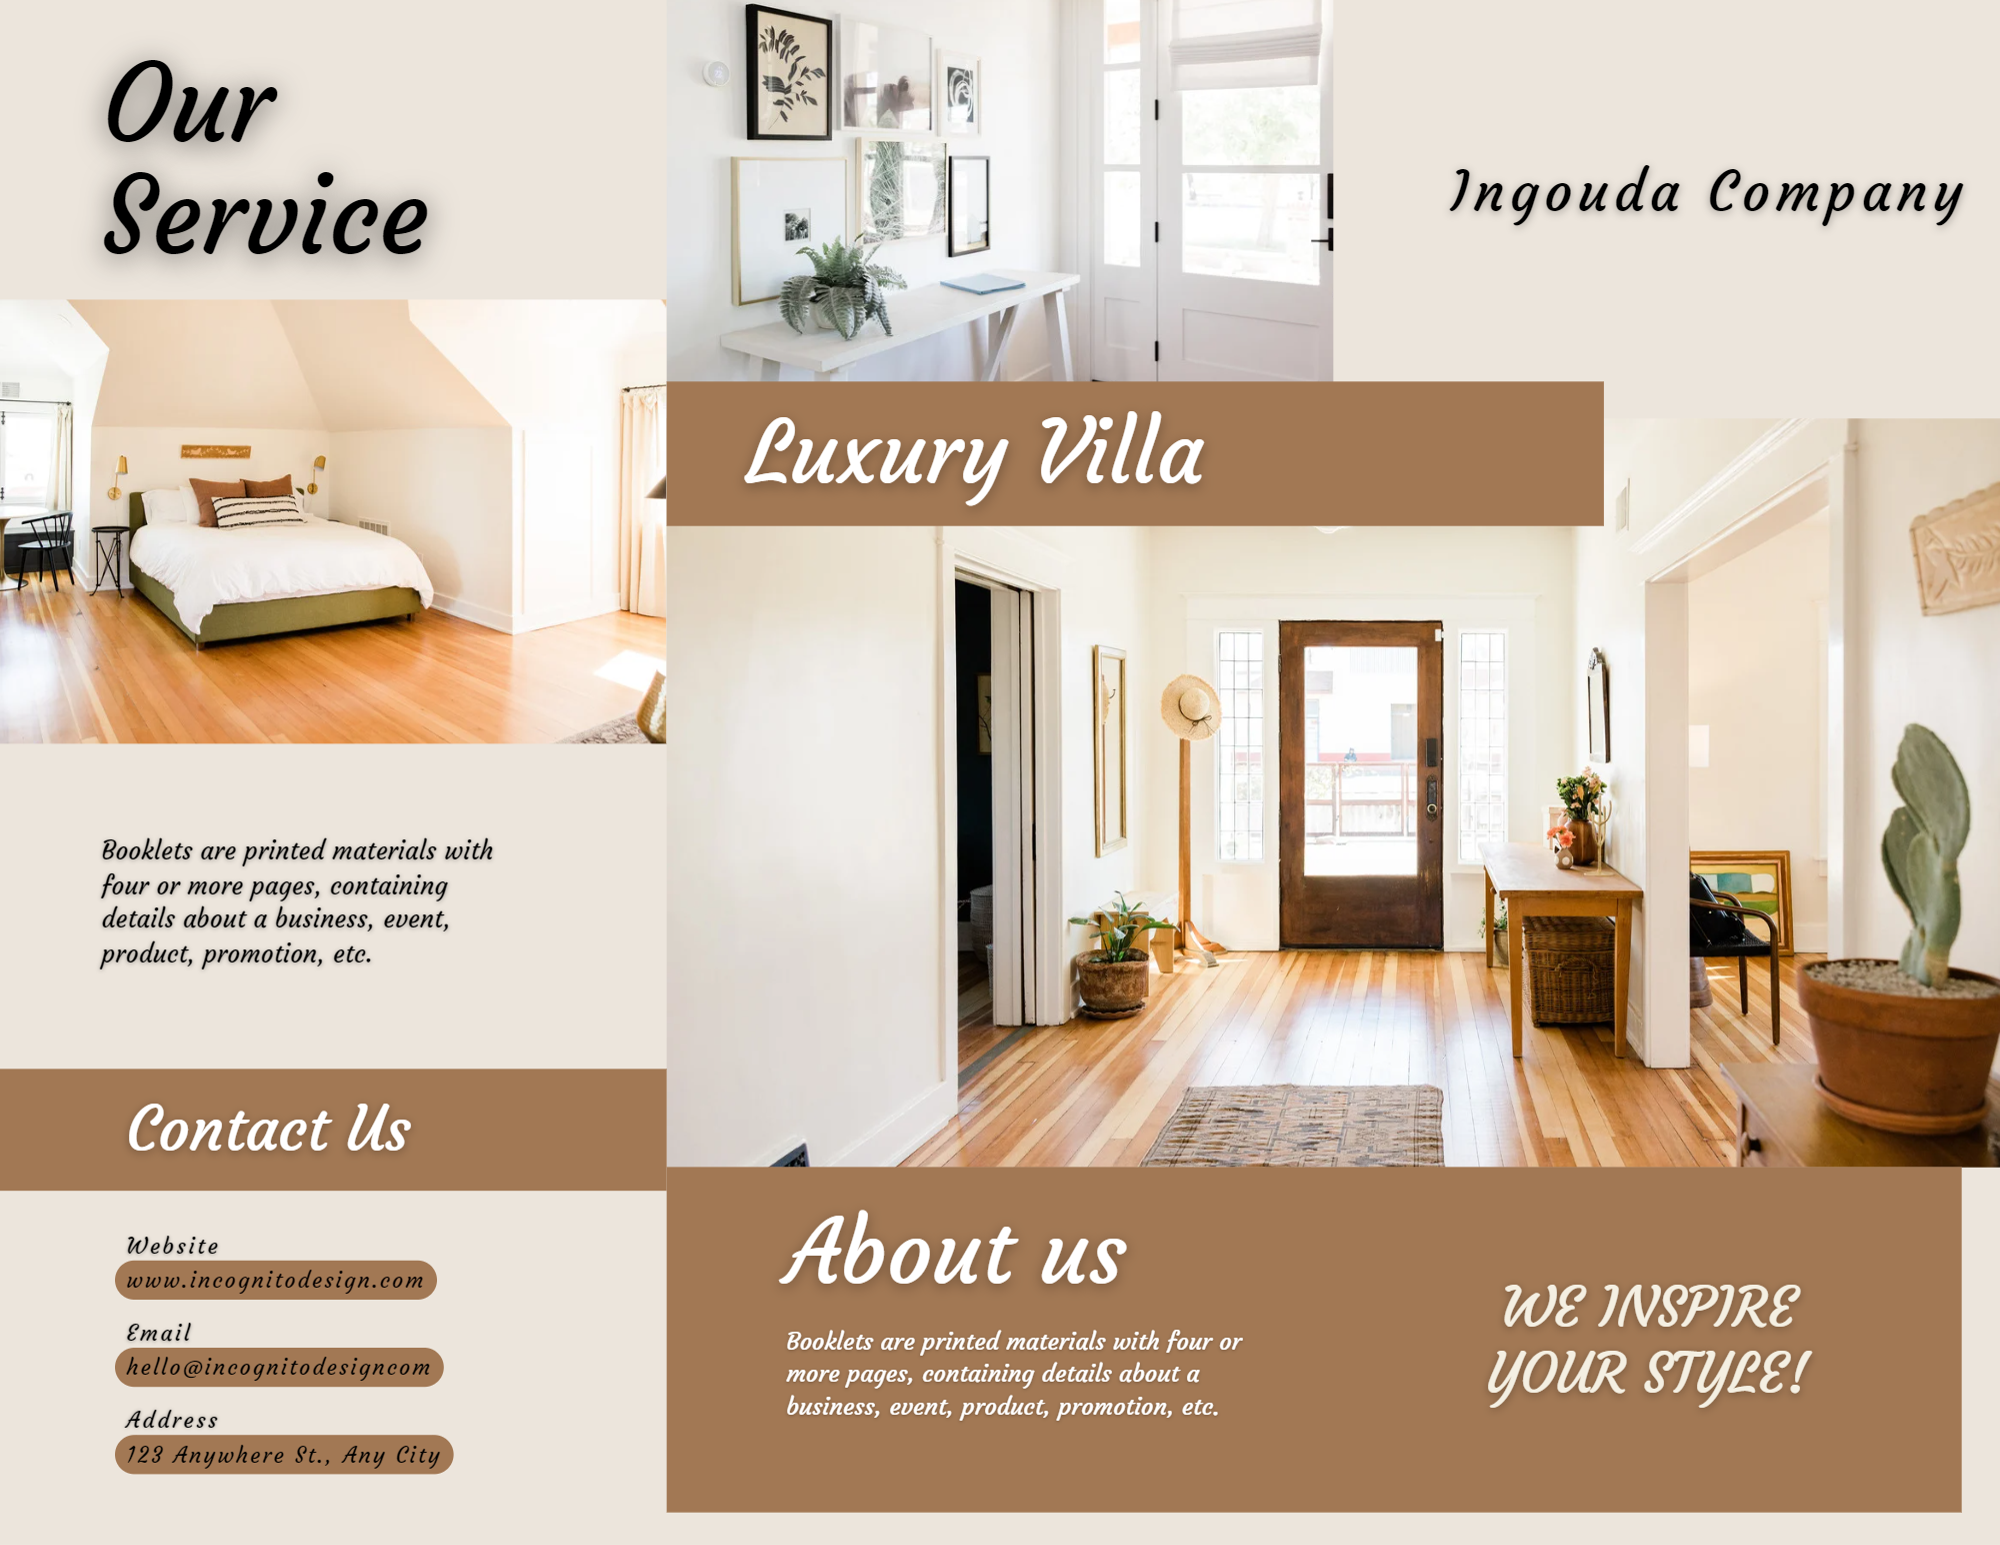 Our
Service
Booklets are printed materials with
four or more pages, containing
details about a business, event,
product, promotion, etc.
Contact Us
Website
www.incognitodesign.com
Email
hello@incognitodesigncom
Address
123 Anywhere St., Any City
Luxury Villa
About us
Booklets are printed materials with four or
more pages, containing details about a
business, event, product, promotion, etc.
Ingouda Company
WE INSPIRE
YOUR STYLE!